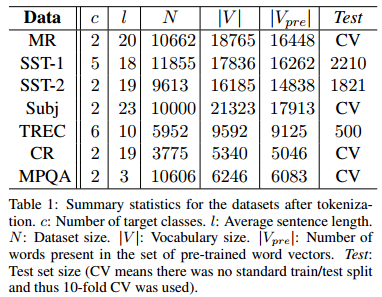 Data c l N |V| |Vpre| Test
MR 2 20 10662 18765 16448 CV
SST-1 5 18 11855 17836 16262 2210
SST-2 2 19 9613 16185 14838 1821
Subj 2 23 10000 21323 17913 CV
TREC 6 10 5952 9592 9125 500
CR 2 19 3775 5340 5046 CV
MPQA 2 3 10606 6246 6083 CV
Table 1: Summary statistics for the datasets after tokeniza-
tion. c: Number of target classes. l: Average sentence length.
N: Dataset size. |V|: Vocabulary size. |Vpre|: Number of
words present in the set of pre-trained word vectors. Test:
Test set size (CV means there was no standard train/test split
and thus 10-fold CV was used).